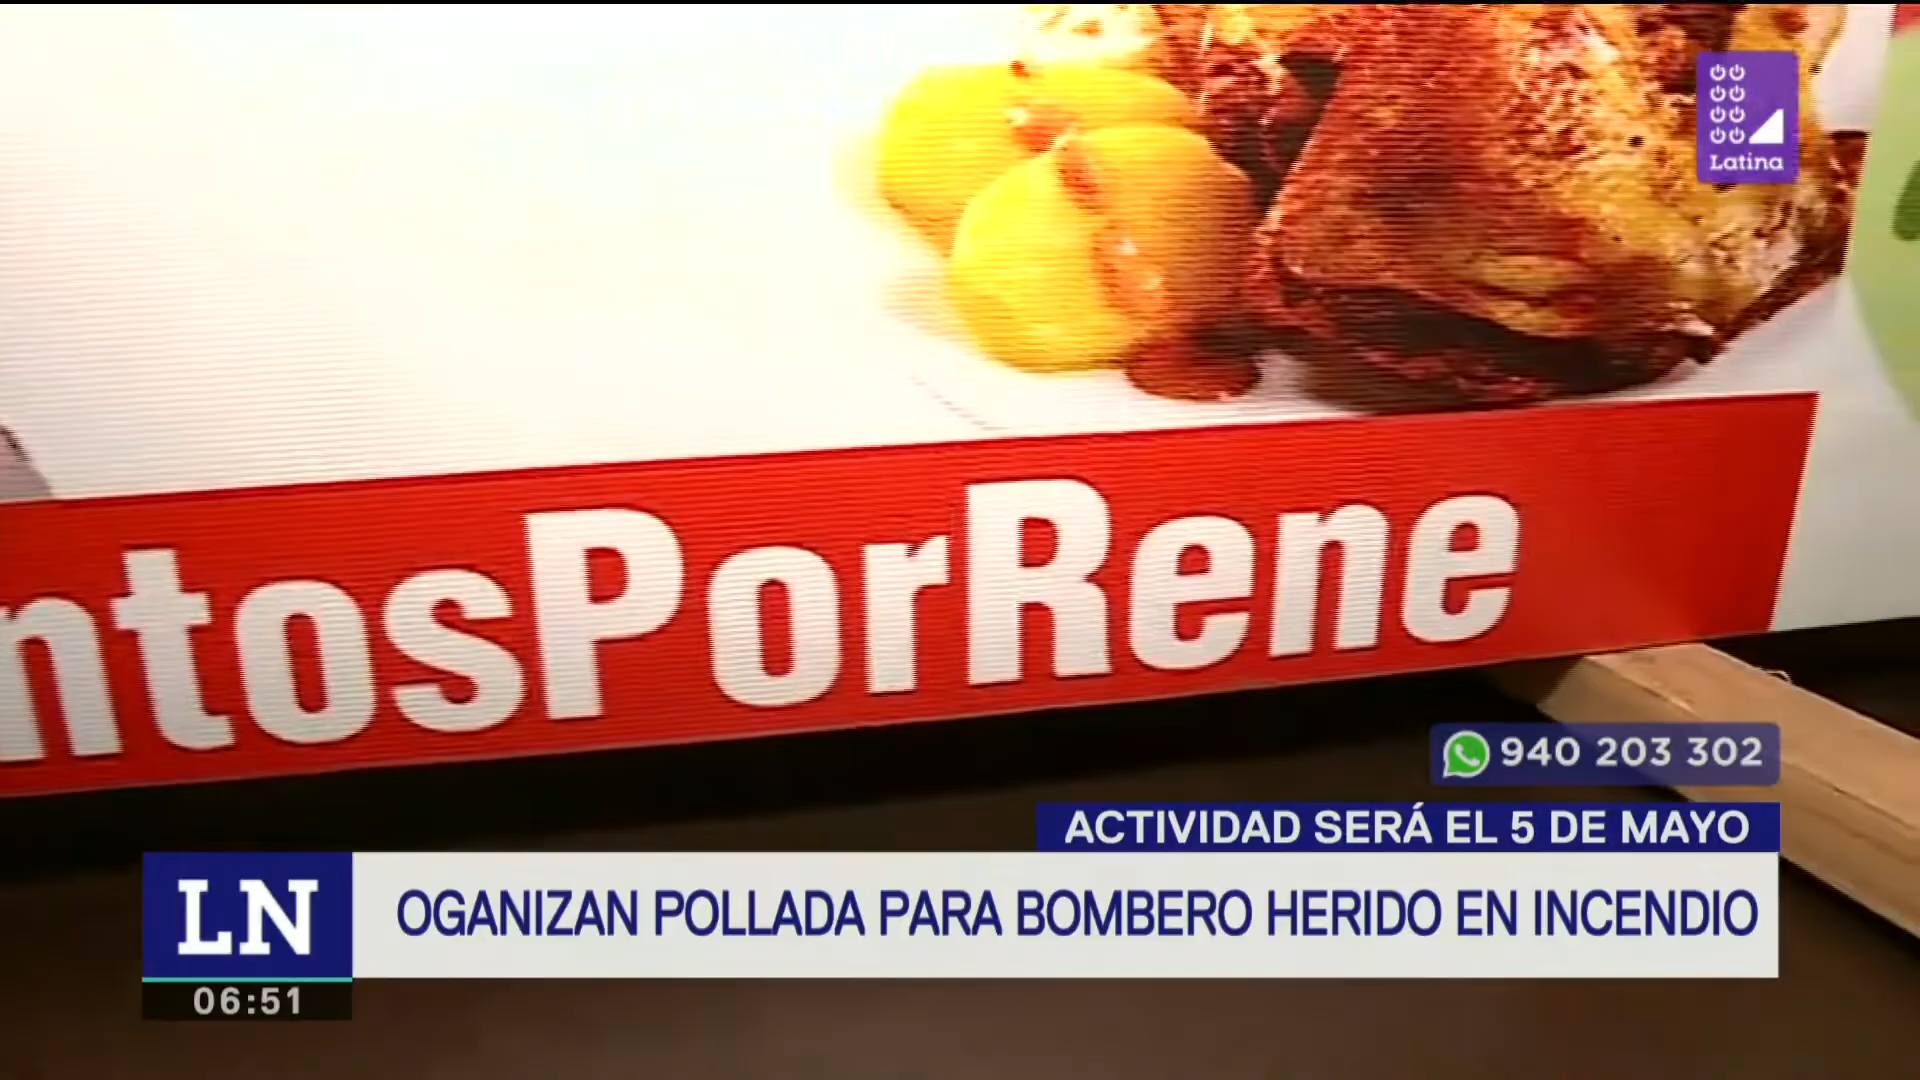 Latina
ntosPorRene
940 203 302
ACTIVIDAD SERÁ EL 5 DE MAYO
LN
OGANIZAN POLLADA PARA BOMBERO HERIDO EN INCENDIO
06:51